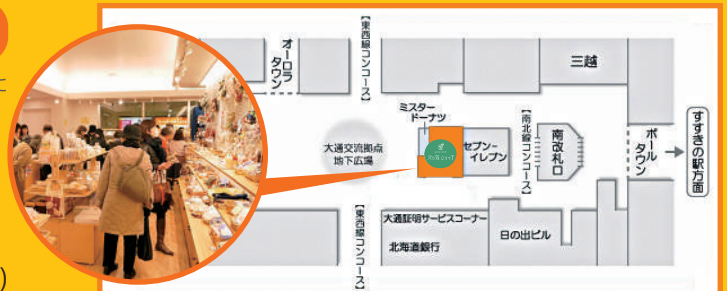 に
)
【東西線コンコース】
オーロラ
タウン
三越
ミスター
ドーナツ
セブン-
イレブン
【南北線コンコース】
南改札口
ポール
タウン
すすきの駅方面
大通交流拠点
地下広場
【東西線コンコース】
大通証明サービスコーナー
北海道銀行
日の出ビル